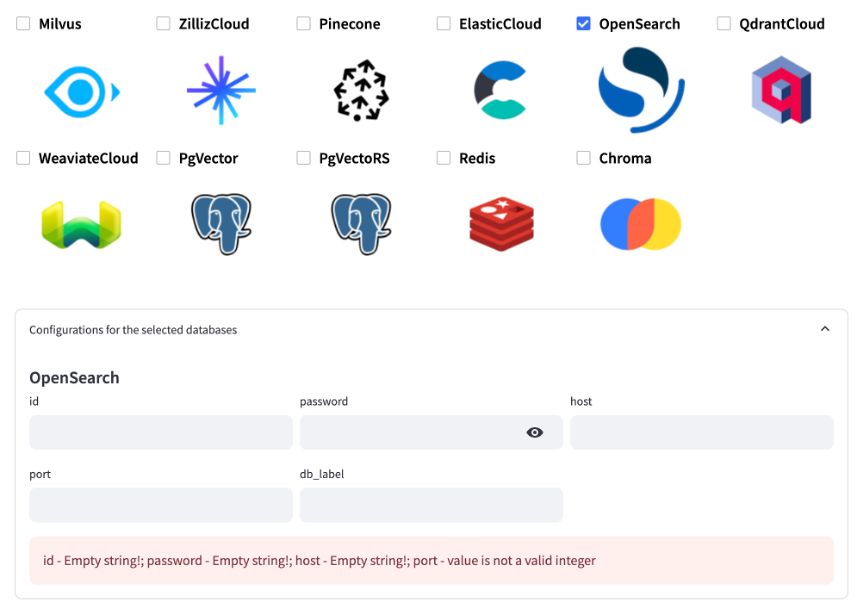 Milvus ZillizCloud Pinecone ElasticCloud OpenSearch QdrantCloud
WeaviateCloud PgVector PgVectoRS Redis Chroma
Configurations for the selected databases
OpenSearch
id password host
port db_label
id - Empty string!; password - Empty string!; host - Empty string!; port - value is not a valid integer